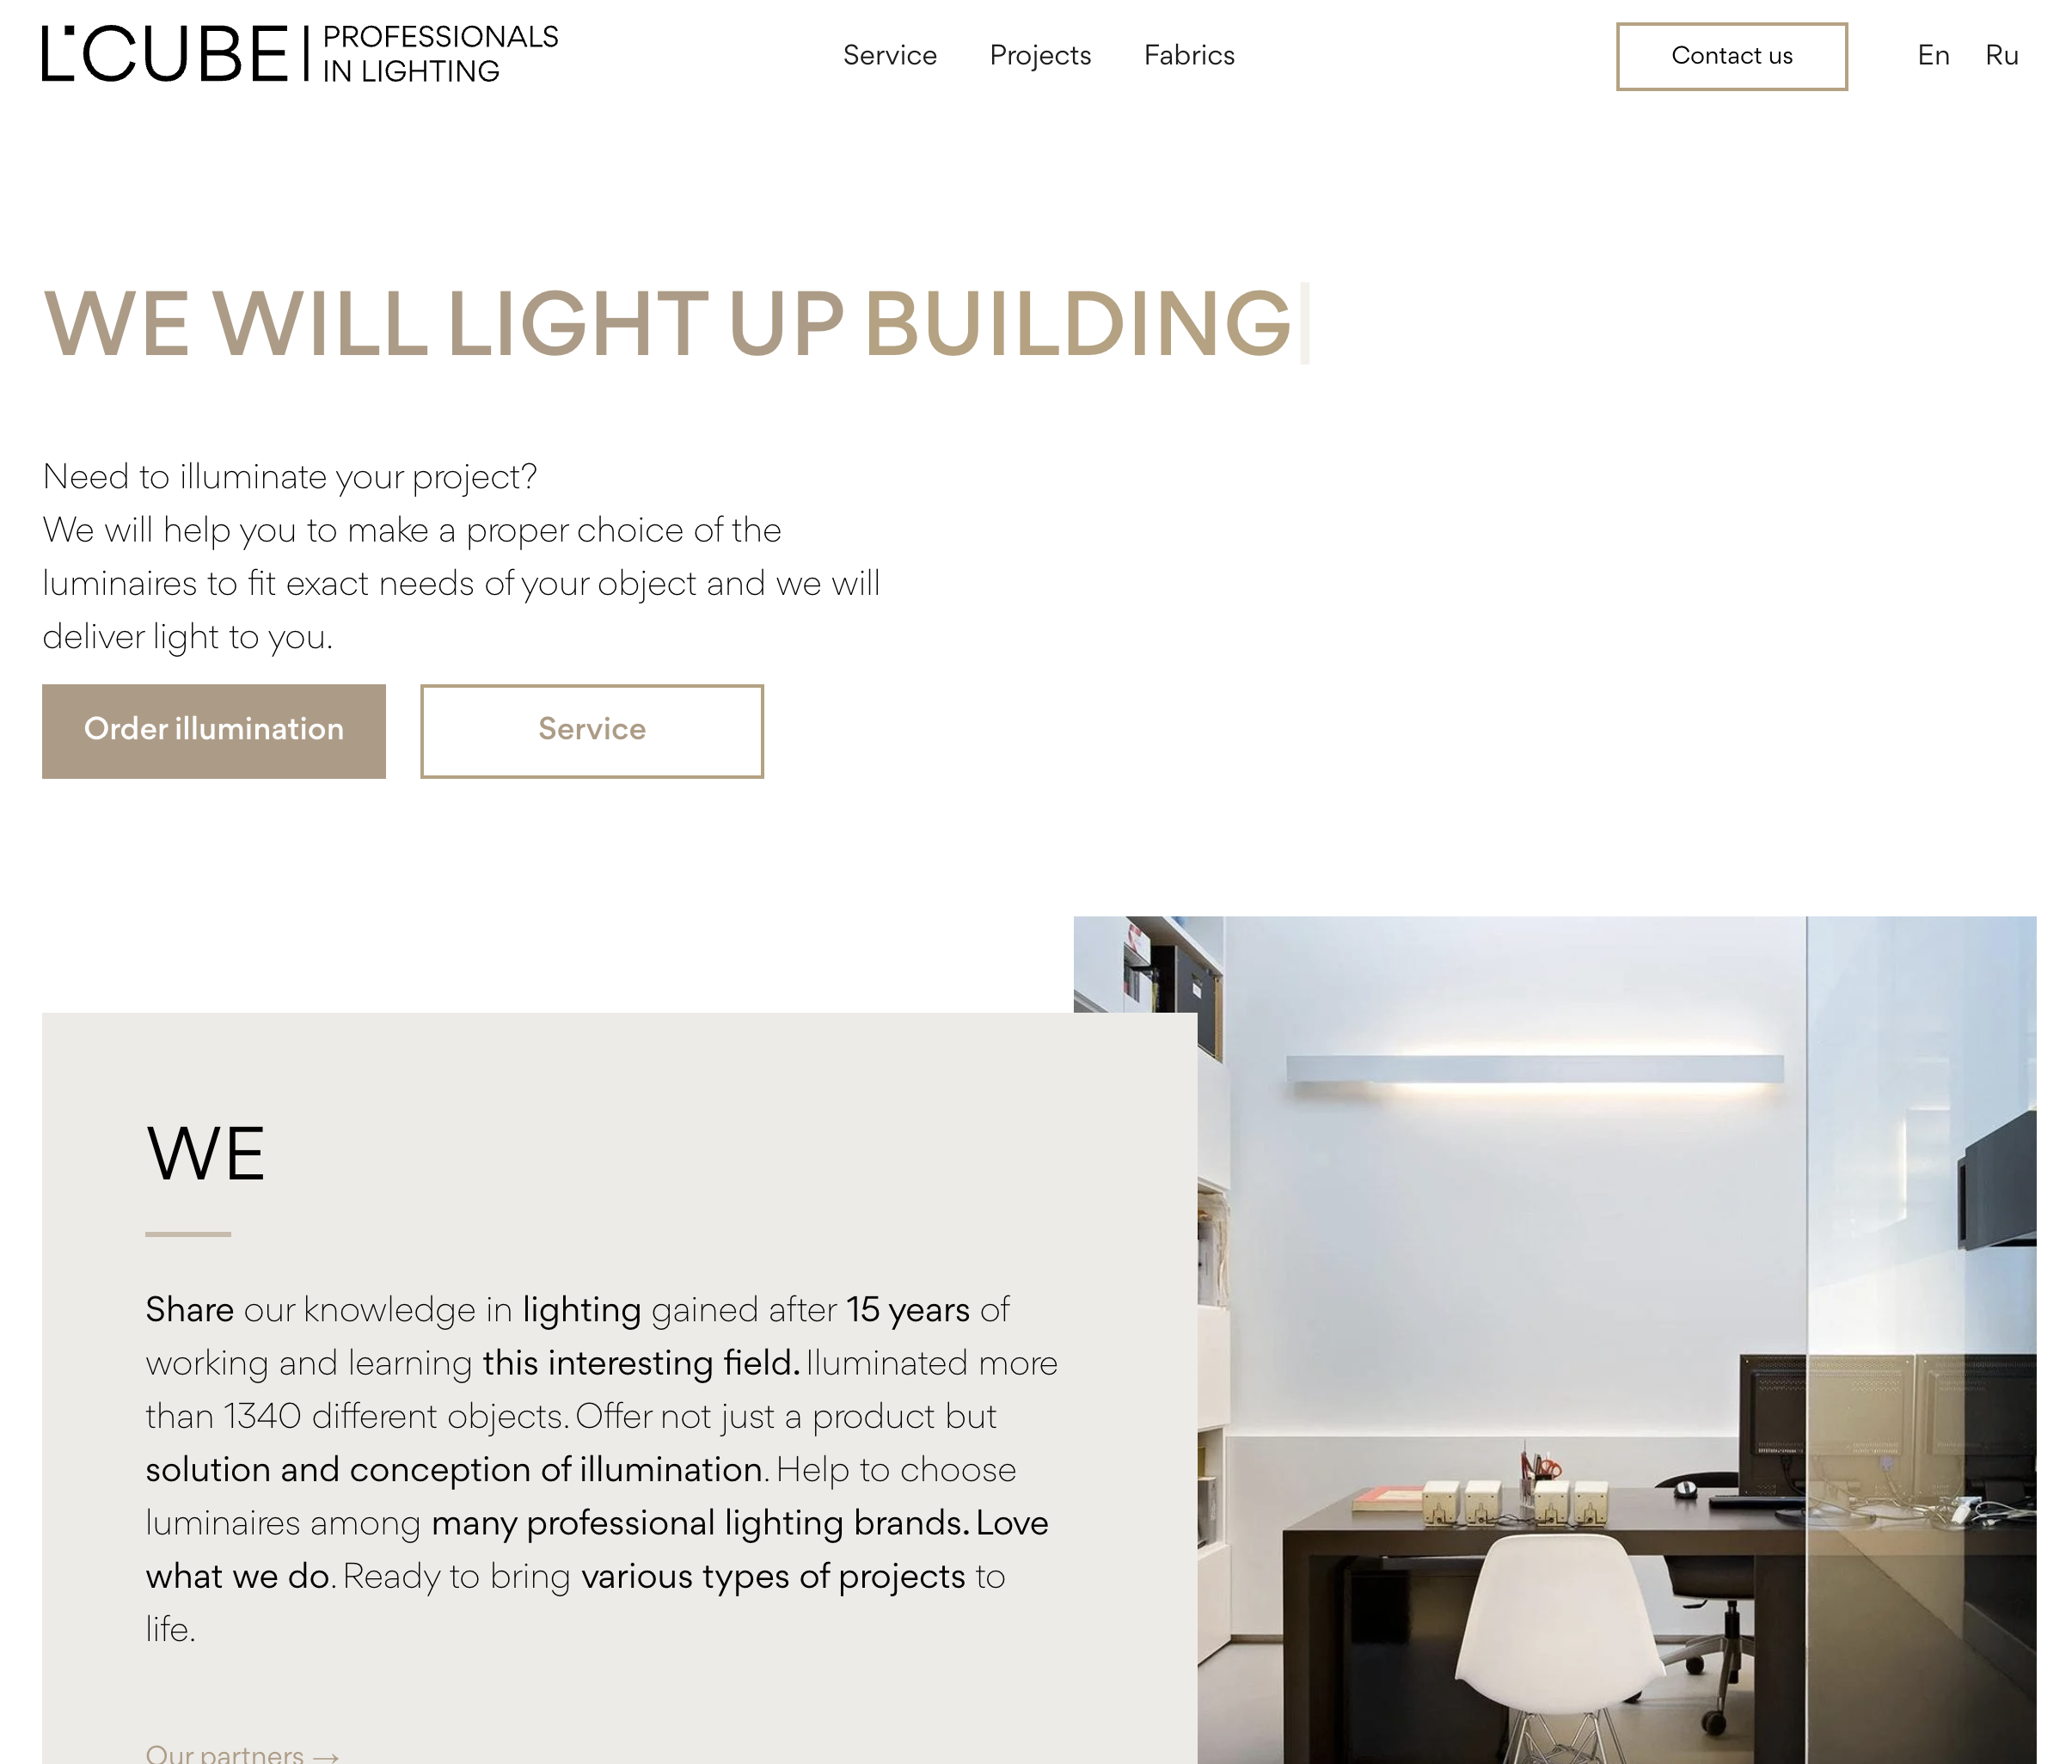 L'CUBE
PROFESSIONALS
IN LIGHTING
Service
Projects
Fabrics
Contact us
En
Ru
WE WILL LIGHT UP BUILDING
Need to illuminate your project?
We will help you to make a proper choice of the
luminaires to fit exact needs of your object and we will
deliver light to you.
Order illumination
Service
WE
Share our knowledge in lighting gained after 15 years of
working and learning this interesting field. Iluminated more
than 1340 different objects. Offer not just a product but
solution and conception of illumination. Help to choose
luminaires among many professional lighting brands. Love
what we do. Ready to bring various types of projects to
life.
Our partners →